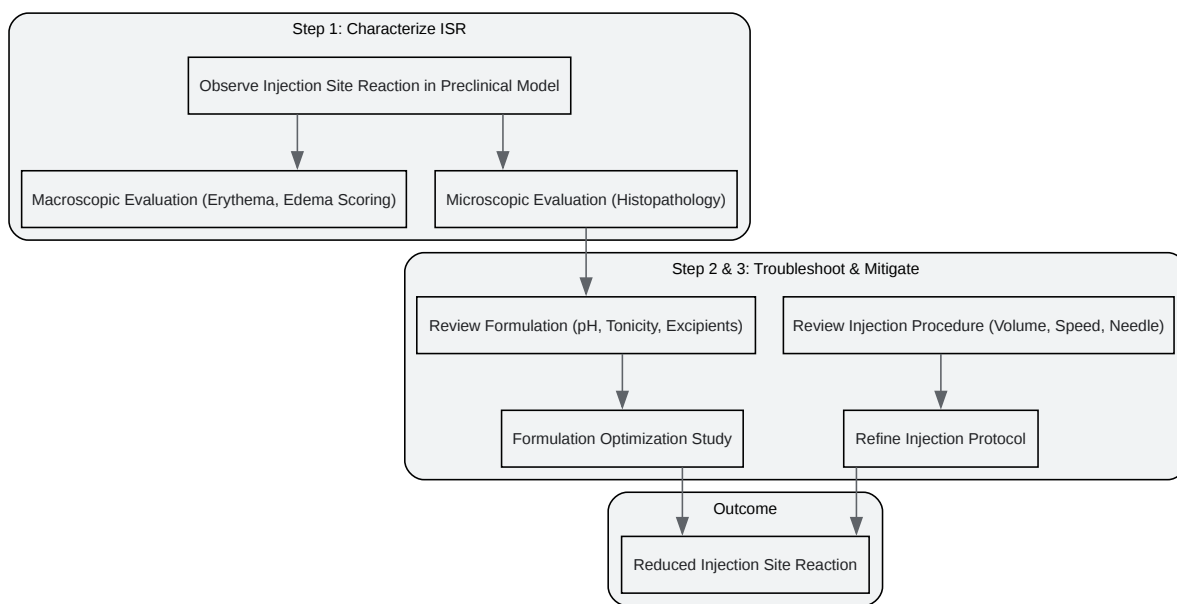 Step 1: Characterize ISR
Observe Injection Site Reaction in Preclinical Model
Macroscopic Evaluation (Erythema, Edema Scoring)
Microscopic Evaluation (Histopathology)
Step 2 & 3: Troubleshoot & Mitigate
Review Formulation (pH, Tonicity, Excipients)
Review Injection Procedure (Volume, Speed, Needle)
Formulation Optimization Study
Refine Injection Protocol
Outcome
Reduced Injection Site Reaction